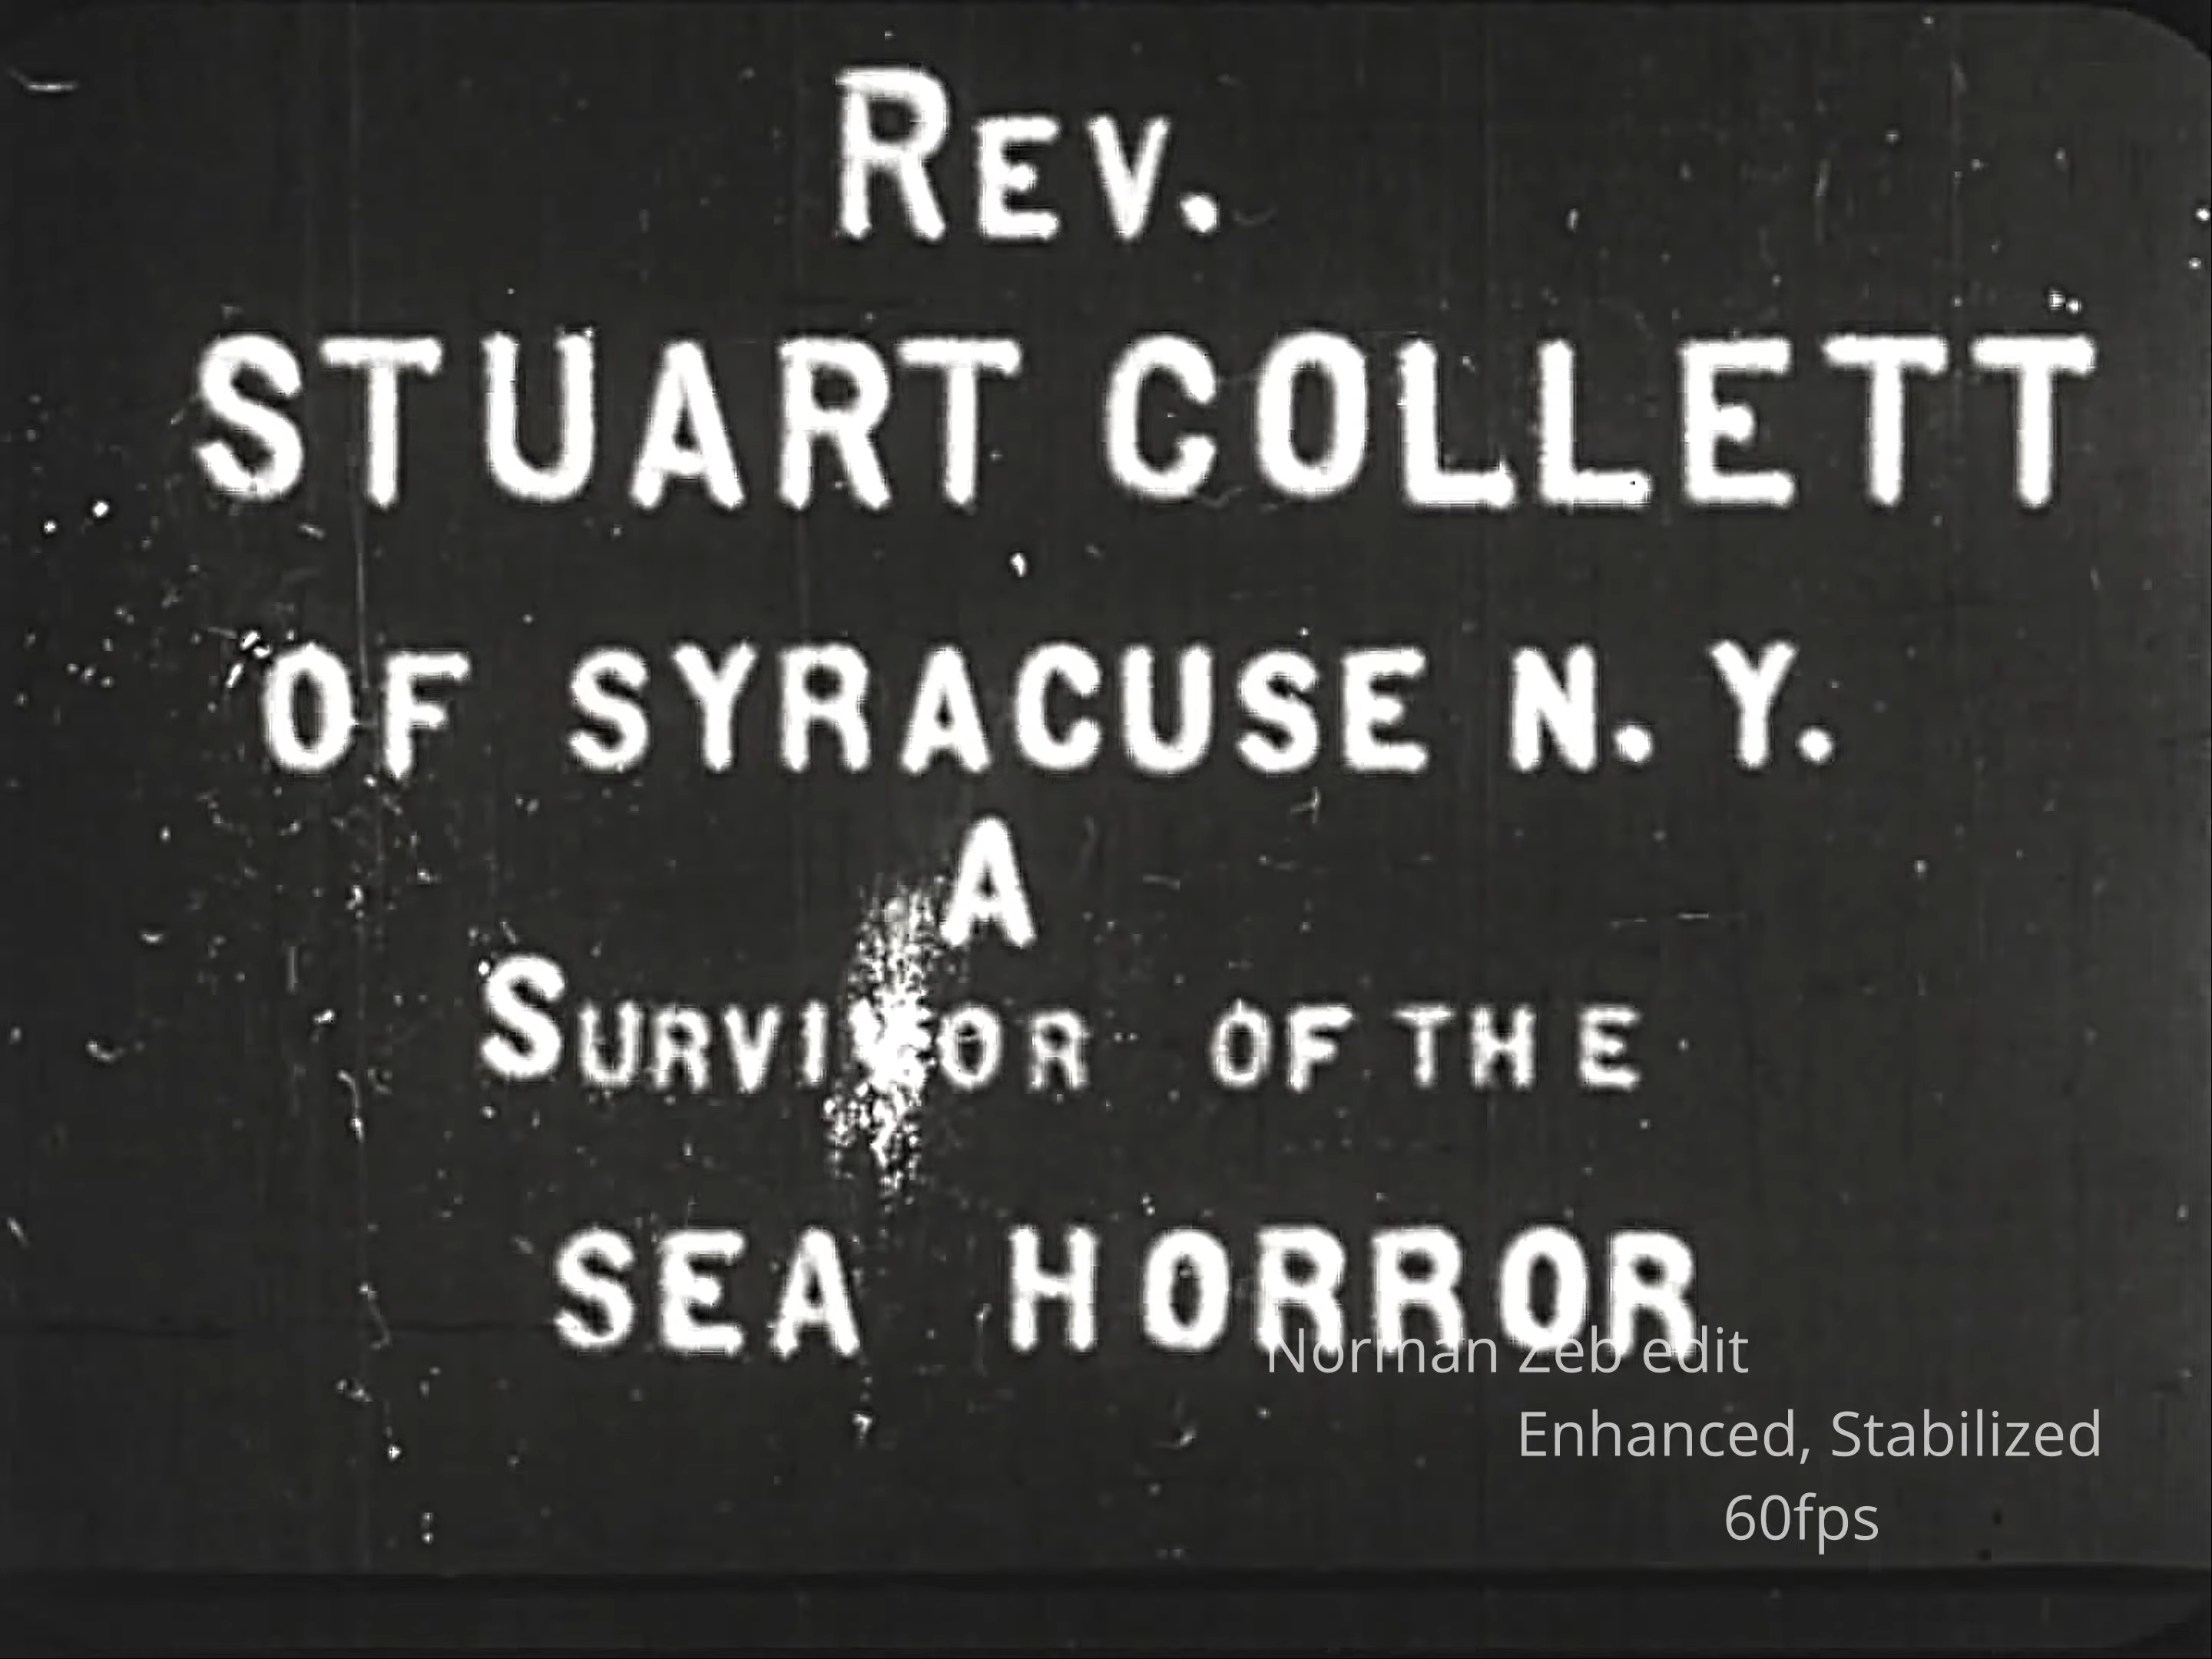 REV.
STUART COLLETT
OF SYRACUSE N. Y.
A
SURVIVOR OF THE
SEA HORROR
Norman Zeb edit
Enhanced, Stabilized
60fps